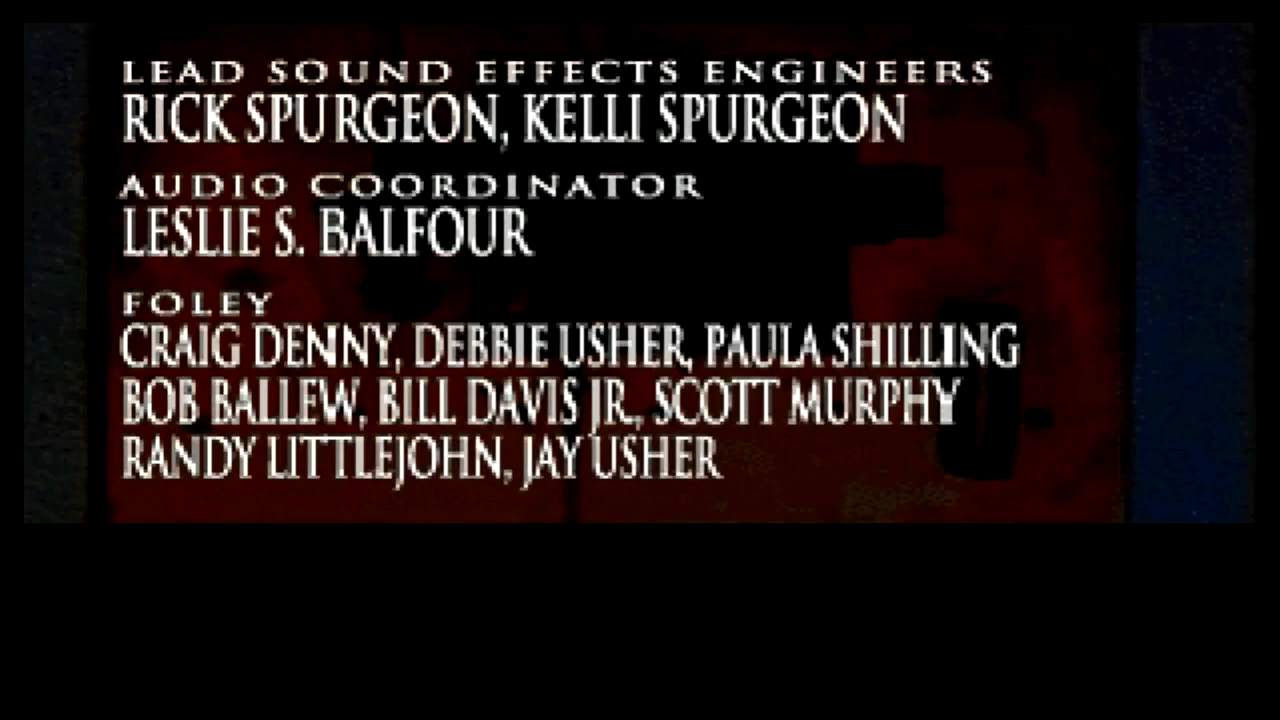 LEAD SOUND EFFECTS ENGINEERS
RICK SPURGEON, KELLI SPURGEON
AUDIO COORDINATOR
LESLIE S. BALFOUR
FOLEY
CRAIG DENNY, DEBBIE USHER, PAULA SHILLING
BOB BALLEW, BILL DAVIS JR., SCOTT MURPHY
RANDY LITTLEJOHN, JAY USHER